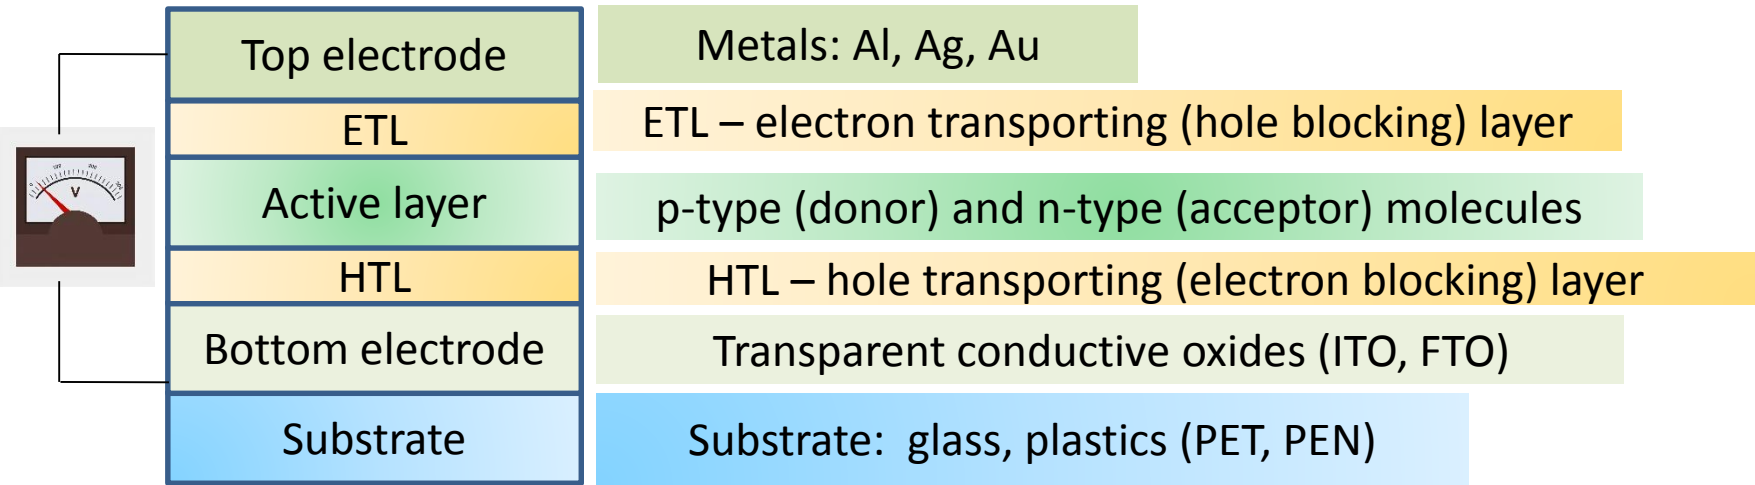 Top electrode
Metals: Al, Ag, Au
ETL
ETL – electron transporting (hole blocking) layer
Active layer
p-type (donor) and n-type (acceptor) molecules
HTL
HTL – hole transporting (electron blocking) layer
Bottom electrode
Transparent conductive oxides (ITO, FTO)
Substrate
Substrate: glass, plastics (PET, PEN)
V